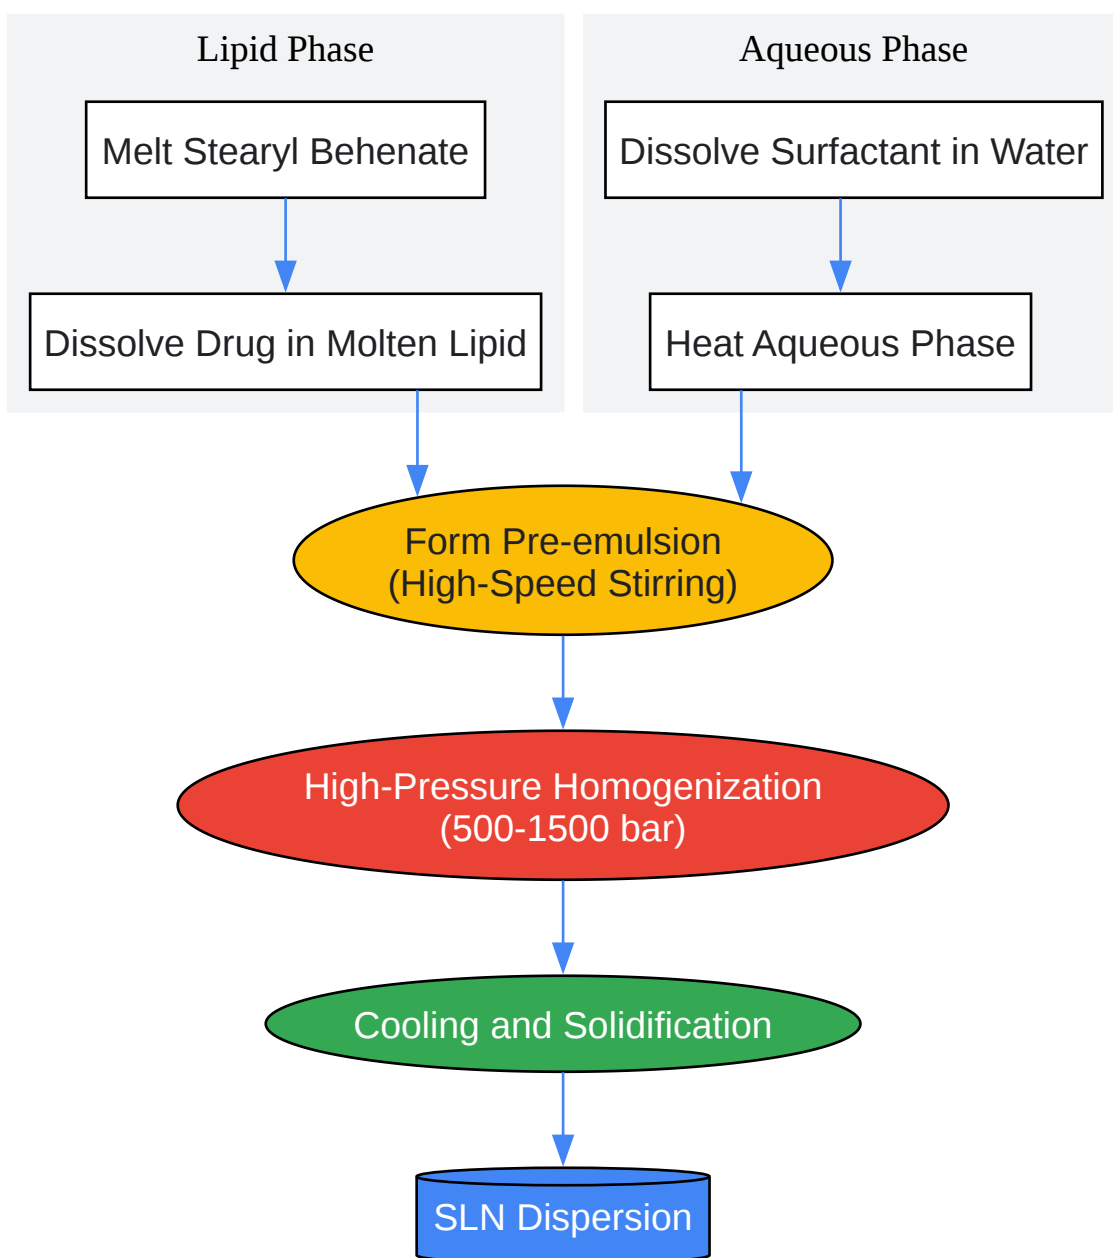 Lipid Phase
Aqueous Phase
Melt Stearyl Behenate
Dissolve Surfactant in Water
Dissolve Drug in Molten Lipid
Heat Aqueous Phase
Form Pre-emulsion
(High-Speed Stirring)
High-Pressure Homogenization
(500-1500 bar)
Cooling and Solidification
SLN Dispersion